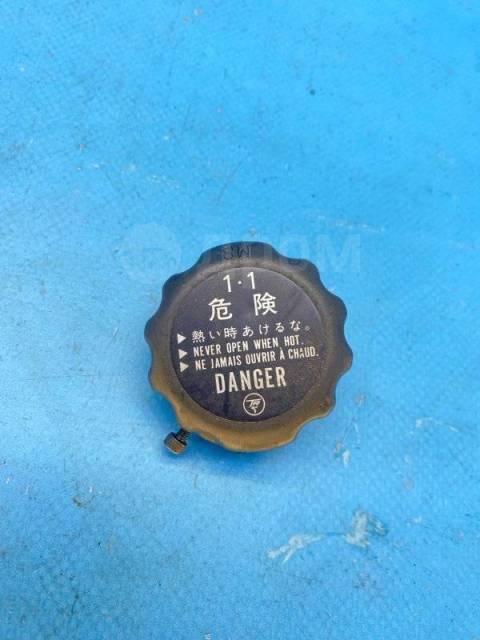 1·1
危険
▶ 熱い時あけるな。
▶ NEVER OPEN WHEN HOT.
▶ NE JAMAIS OUVRIR À CHAUD.
DANGER